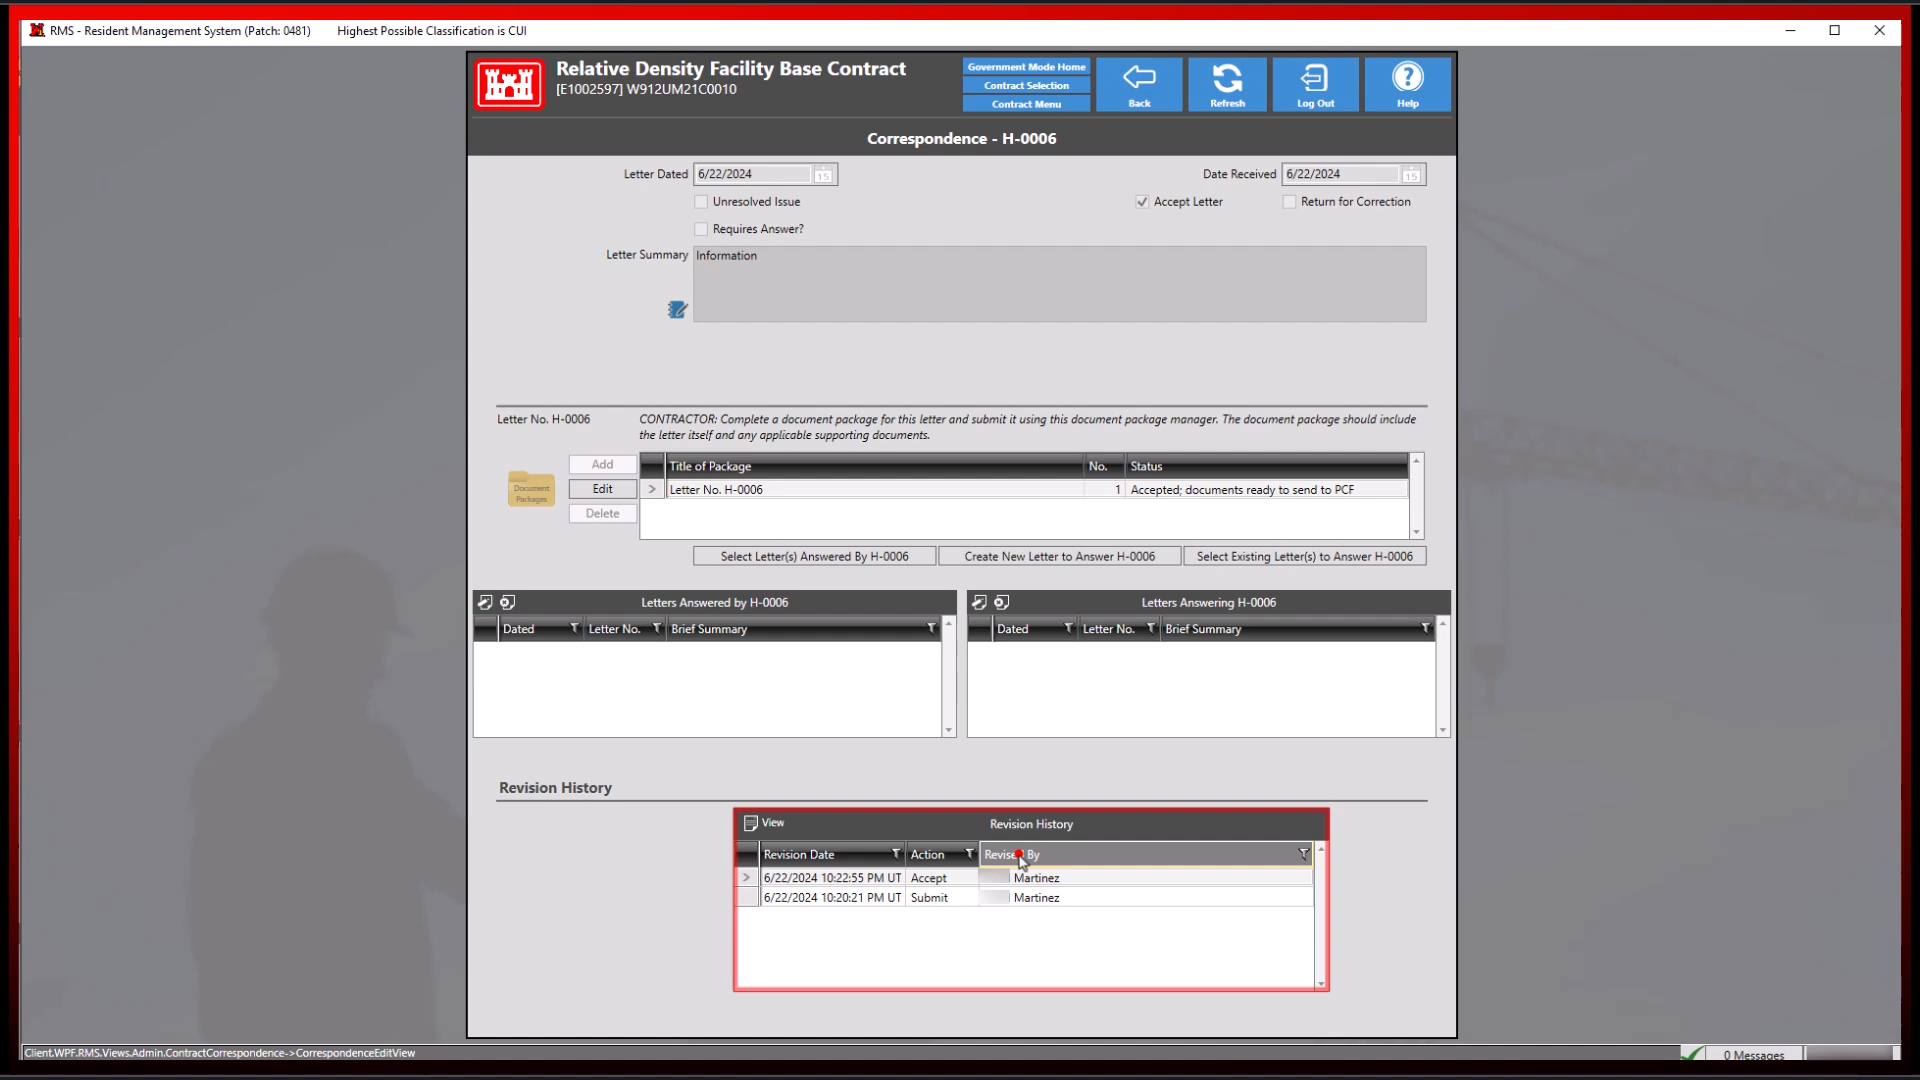 RMS - Resident Management System (Patch: 0481) Highest Possible Classification is CUI
Relative Density Facility Base Contract
[E1002597] W912UM21C0010
Government Mode Home
Contract Selection
Contract Menu
Back
Refresh
Log Out
Help
Correspondence - H-0006
Letter Dated 6/22/2024 15
Date Received 6/22/2024 15
Unresolved Issue
Accept Letter
Return for Correction
Requires Answer?
Letter Summary
Information
Letter No. H-0006
CONTRACTOR: Complete a document package for this letter and submit it using this document package manager. The document package should include
the letter itself and any applicable supporting documents.
Document
Packages
Add
Edit
Delete
Title of Package No. Status
Letter No. H-0006 1 Accepted; documents ready to send to PCF
Select Letter(s) Answered By H-0006
Create New Letter to Answer H-0006
Select Existing Letter(s) to Answer H-0006
Letters Answered by H-0006
Dated Letter No. Brief Summary
Letters Answering H-0006
Dated Letter No. Brief Summary
Revision History
View Revision History
Revision Date Action Revised By
6/22/2024 10:22:55 PM UT Accept Martinez
6/22/2024 10:20:21 PM UT Submit Martinez
Client.WPF.RMS.Views.Admin.ContractCorrespondence->CorrespondenceEditView
0 Messages